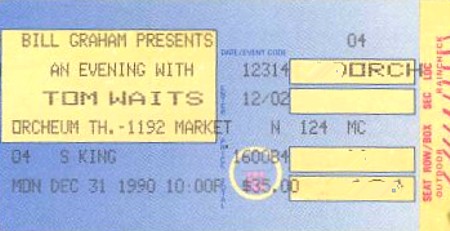 BILL GRAHAM PRESENTS 04
DATE/EVENT CODE
AN EVENING WITH 12314 ORCH
TOM WAITS 12/02
ORCHEUM TH.-1192 MARKET N 124 MC
04 S KING 160084
MON DEC 31 1990 10:00P $35.00
SEAT ROW/BOX SEC LOC
OUTDOORS RAINCHECK